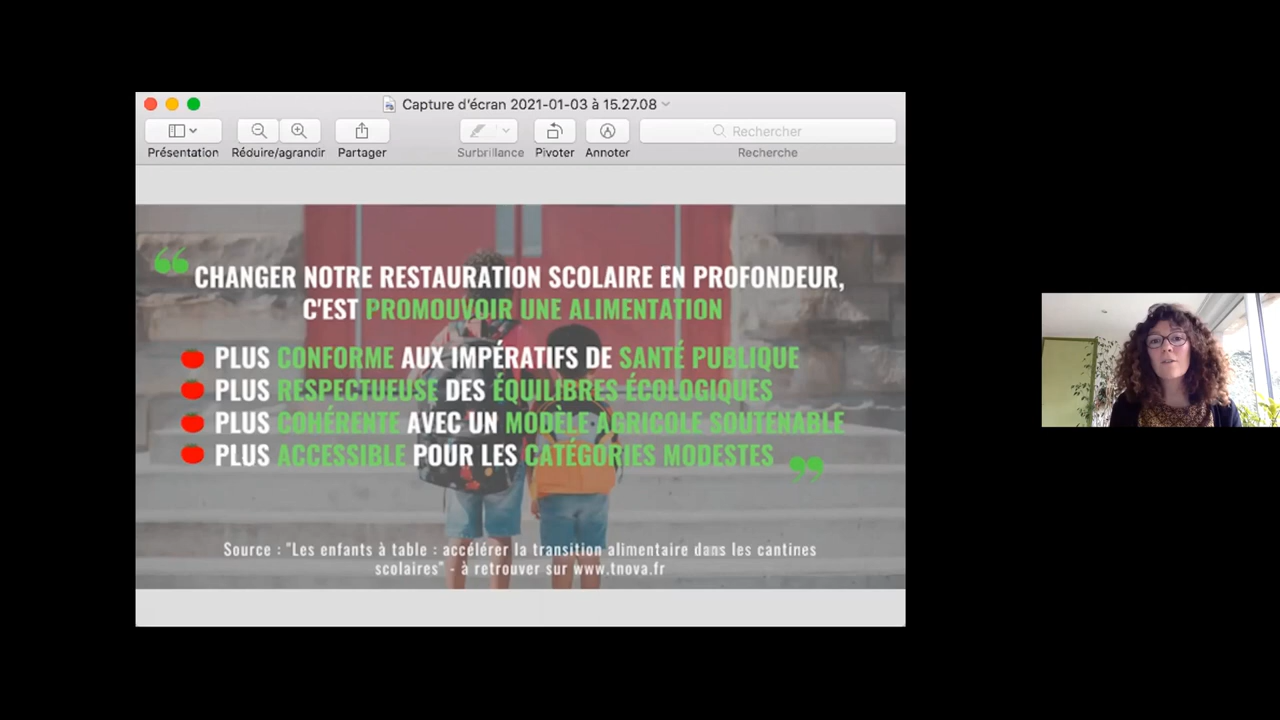 Capture d'écran 2021-01-03 à 15.27.08
Rechercher
Présentation Réduire/agrandir Partager Surbrillance Pivoter Annoter Recherche
“ CHANGER NOTRE RESTAURATION SCOLAIRE EN PROFONDEUR,
C'EST PROMOUVOIR UNE ALIMENTATION
PLUS CONFORME AUX IMPÉRATIFS DE SANTÉ PUBLIQUE
PLUS RESPECTUEUSE DES ÉQUILIBRES ÉCOLOGIQUES
PLUS COHÉRENTE AVEC UN MODÈLE AGRICOLE SOUTENABLE
PLUS ACCESSIBLE POUR LES CATÉGORIES MODESTES ”
Source : "Les enfants à table : accélérer la transition alimentaire dans les cantines
scolaires" - à retrouver sur www.tnova.fr